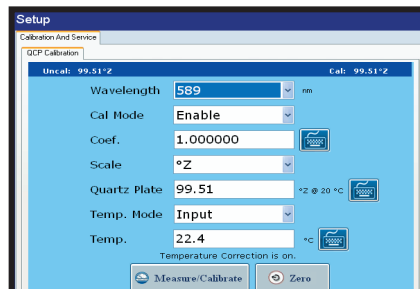 Setup
Calibration And Service
QCP Calibration
Uncal: 99.51°Z Cal: 99.51°Z
Wavelength 589 nm
Cal Mode Enable
Coef. 1.000000
Scale °Z
Quartz Plate 99.51 °Z @ 20 °C
Temp. Mode Input
Temp. 22.4 °C
Temperature Correction is on.
Measure/Calibrate Zero